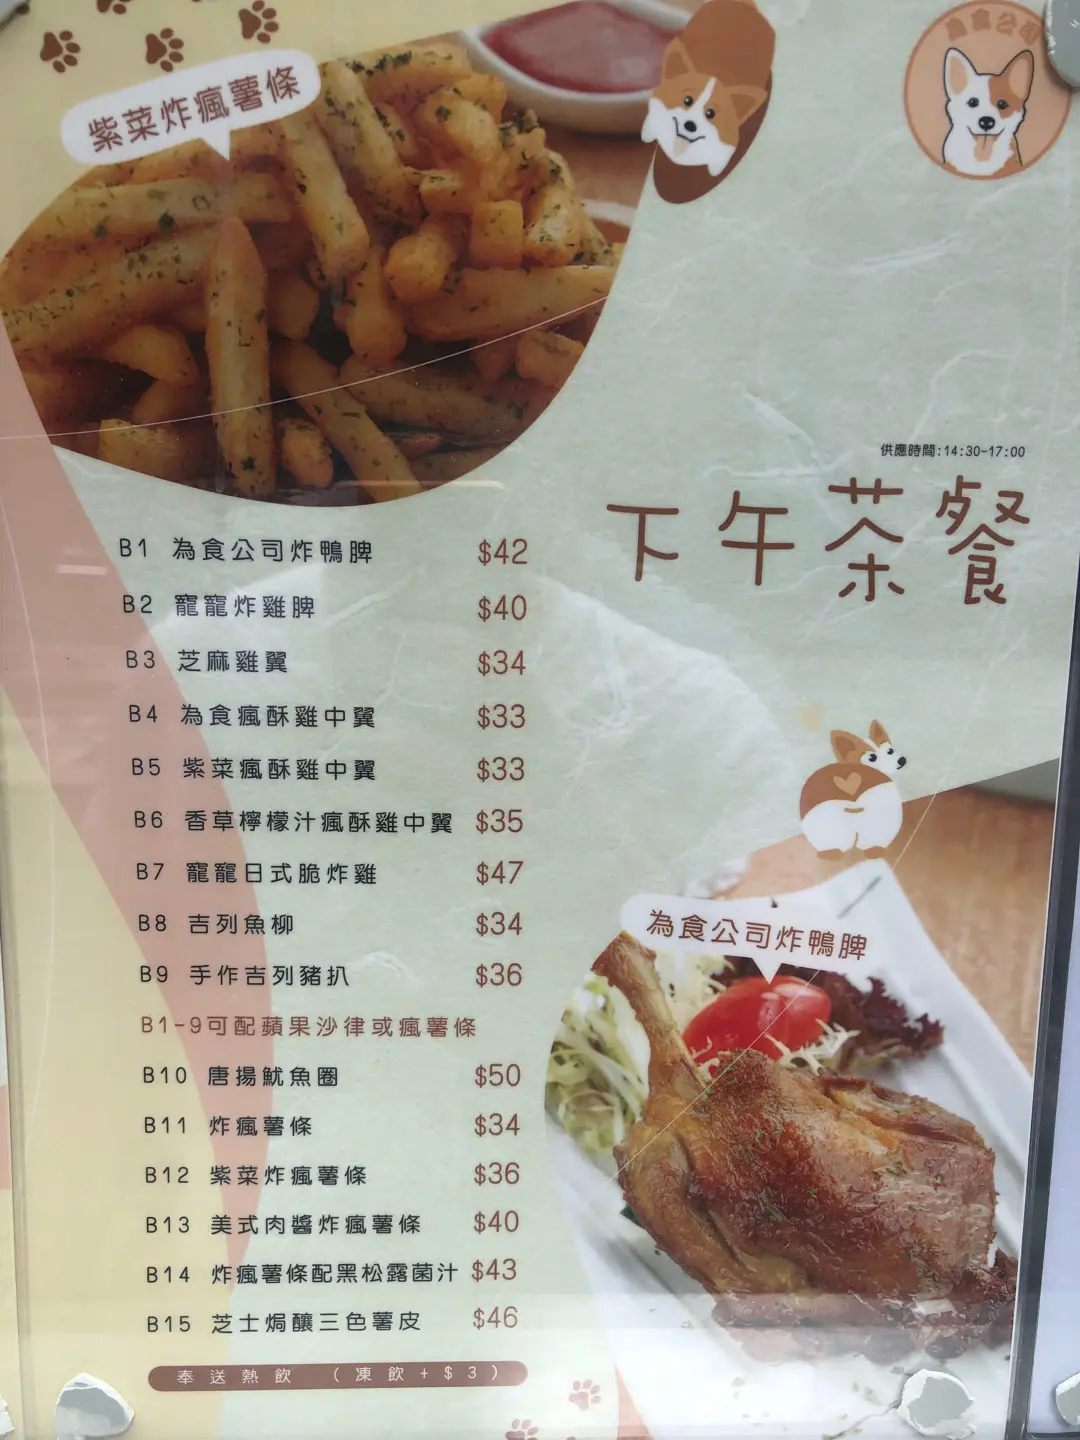 為食公司
紫菜炸瘋薯條
供應時間:14:30-17:00
下午茶餐
B1 為食公司炸鴨脾 $42
B2 寵寵炸雞脾 $40
B3 芝麻雞翼 $34
B4 為食瘋酥雞中翼 $33
B5 紫菜瘋酥雞中翼 $33
B6 香草檸檬汁瘋酥雞中翼 $35
B7 寵寵日式脆炸雞 $47
B8 吉列魚柳 $34
B9 手作吉列豬扒 $36
B1-9可配蘋果沙律或瘋薯條
B10 唐揚魷魚圈 $50
B11 炸瘋薯條 $34
B12 紫菜炸瘋薯條 $36
B13 美式肉醬炸瘋薯條 $40
B14 炸瘋薯條配黑松露菌汁 $43
B15 芝士焗釀三色薯皮 $46
奉送熱飲 (凍飲+$3)
為食公司炸鴨脾